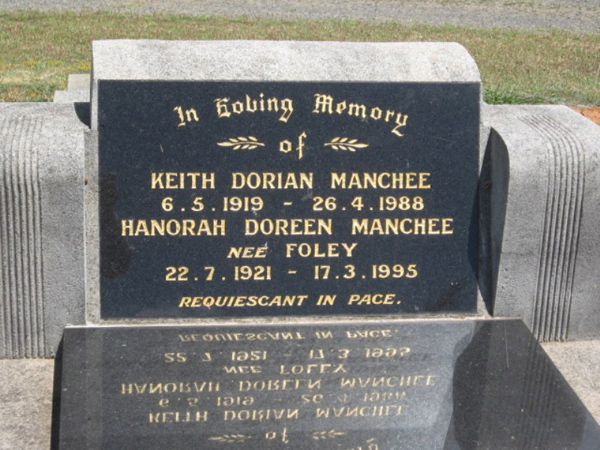 In Loving Memory
of
KEITH DORIAN MANCHEE
6.5.1919 - 26.4.1988
HANORAH DOREEN MANCHEE
NEÉ FOLEY
22.7.1921 - 17.3.1995
REQUIESCANT IN PACE.